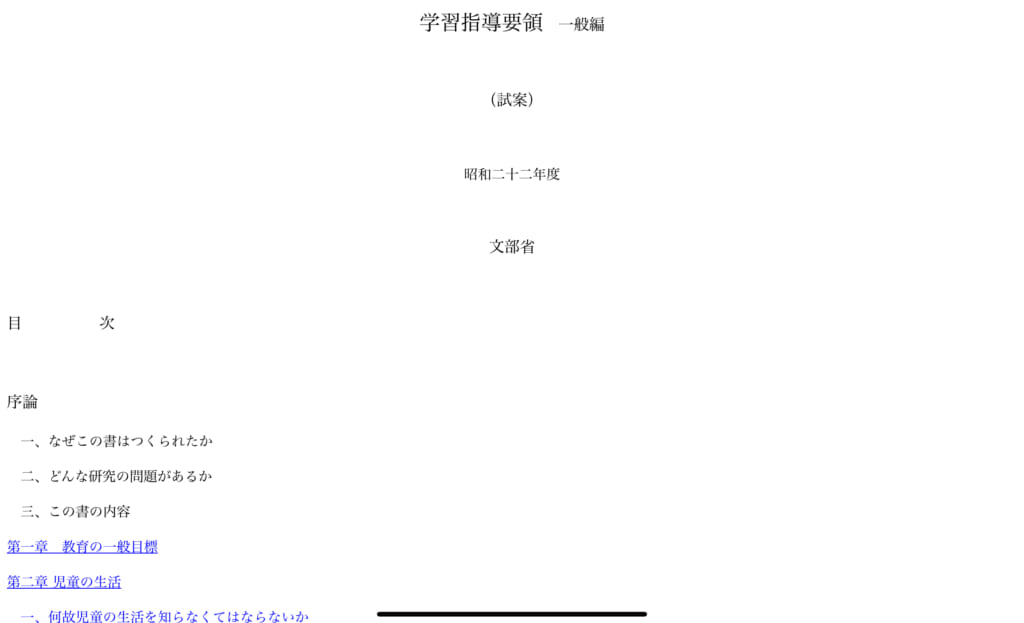 学習指導要領　一般編
（試案）
昭和二十二年度
文部省
目　　　　　次
序論
一、なぜこの書はつくられたか
二、どんな研究の問題があるか
三、この書の内容
第一章　教育の一般目標
第二章 児童の生活
一、何故児童の生活を知らなくてはならないか